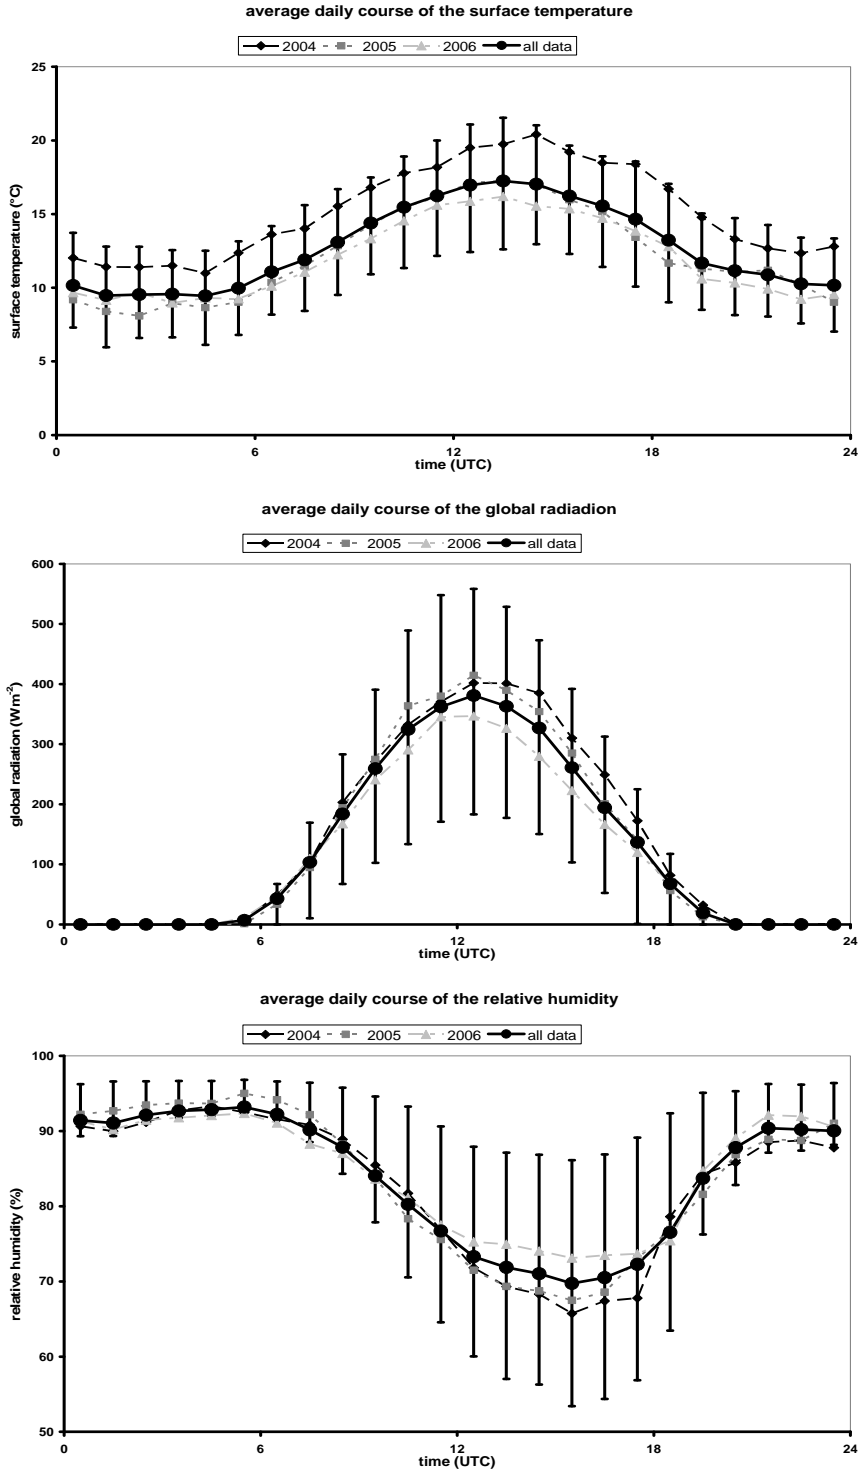 average daily course of the surface temperature
2004 2005 2006 all data
25
20
15
10
5
0
surface temperature (°C)
0 6 12 18 24
time (UTC)
average daily course of the global radiadion
2004 2005 2006 all data
600
500
400
300
200
100
0
global radiation (Wm-2)
0 6 12 18 24
time (UTC)
average daily course of the relative humidity
2004 2005 2006 all data
100
90
80
70
60
50
relative humidity (%)
0 6 12 18 24
time (UTC)